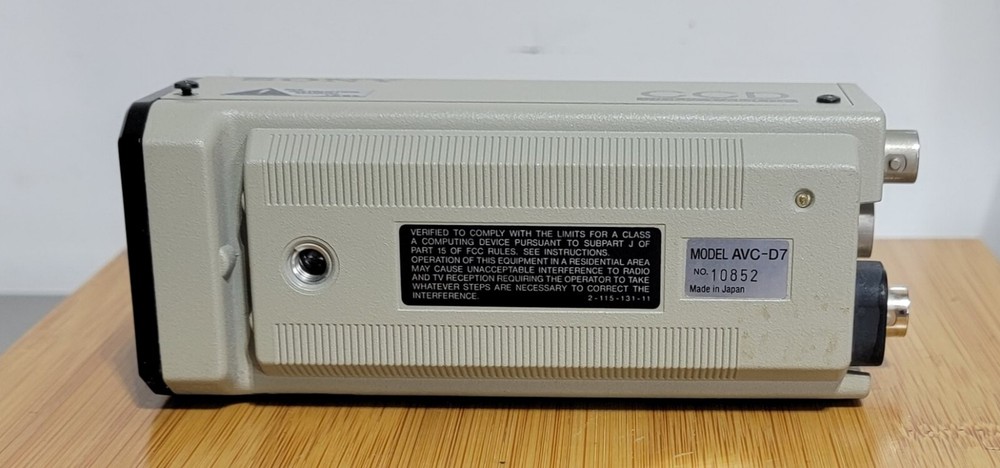 SONY
CCD
VERIFIED TO COMPLY WITH THE LIMITS FOR A CLASS
A COMPUTING DEVICE PURSUANT TO SUBPART J OF
PART 15 OF FCC RULES. SEE INSTRUCTIONS.
OPERATION OF THIS EQUIPMENT IN A RESIDENTIAL AREA
MAY CAUSE UNACCEPTABLE INTERFERENCE TO RADIO
AND TV RECEPTION REQUIRING THE OPERATOR TO TAKE
WHATEVER STEPS ARE NECESSARY TO CORRECT THE
INTERFERENCE. 2-115-131-11
MODEL AVC-D7
NO. 10852
Made in Japan